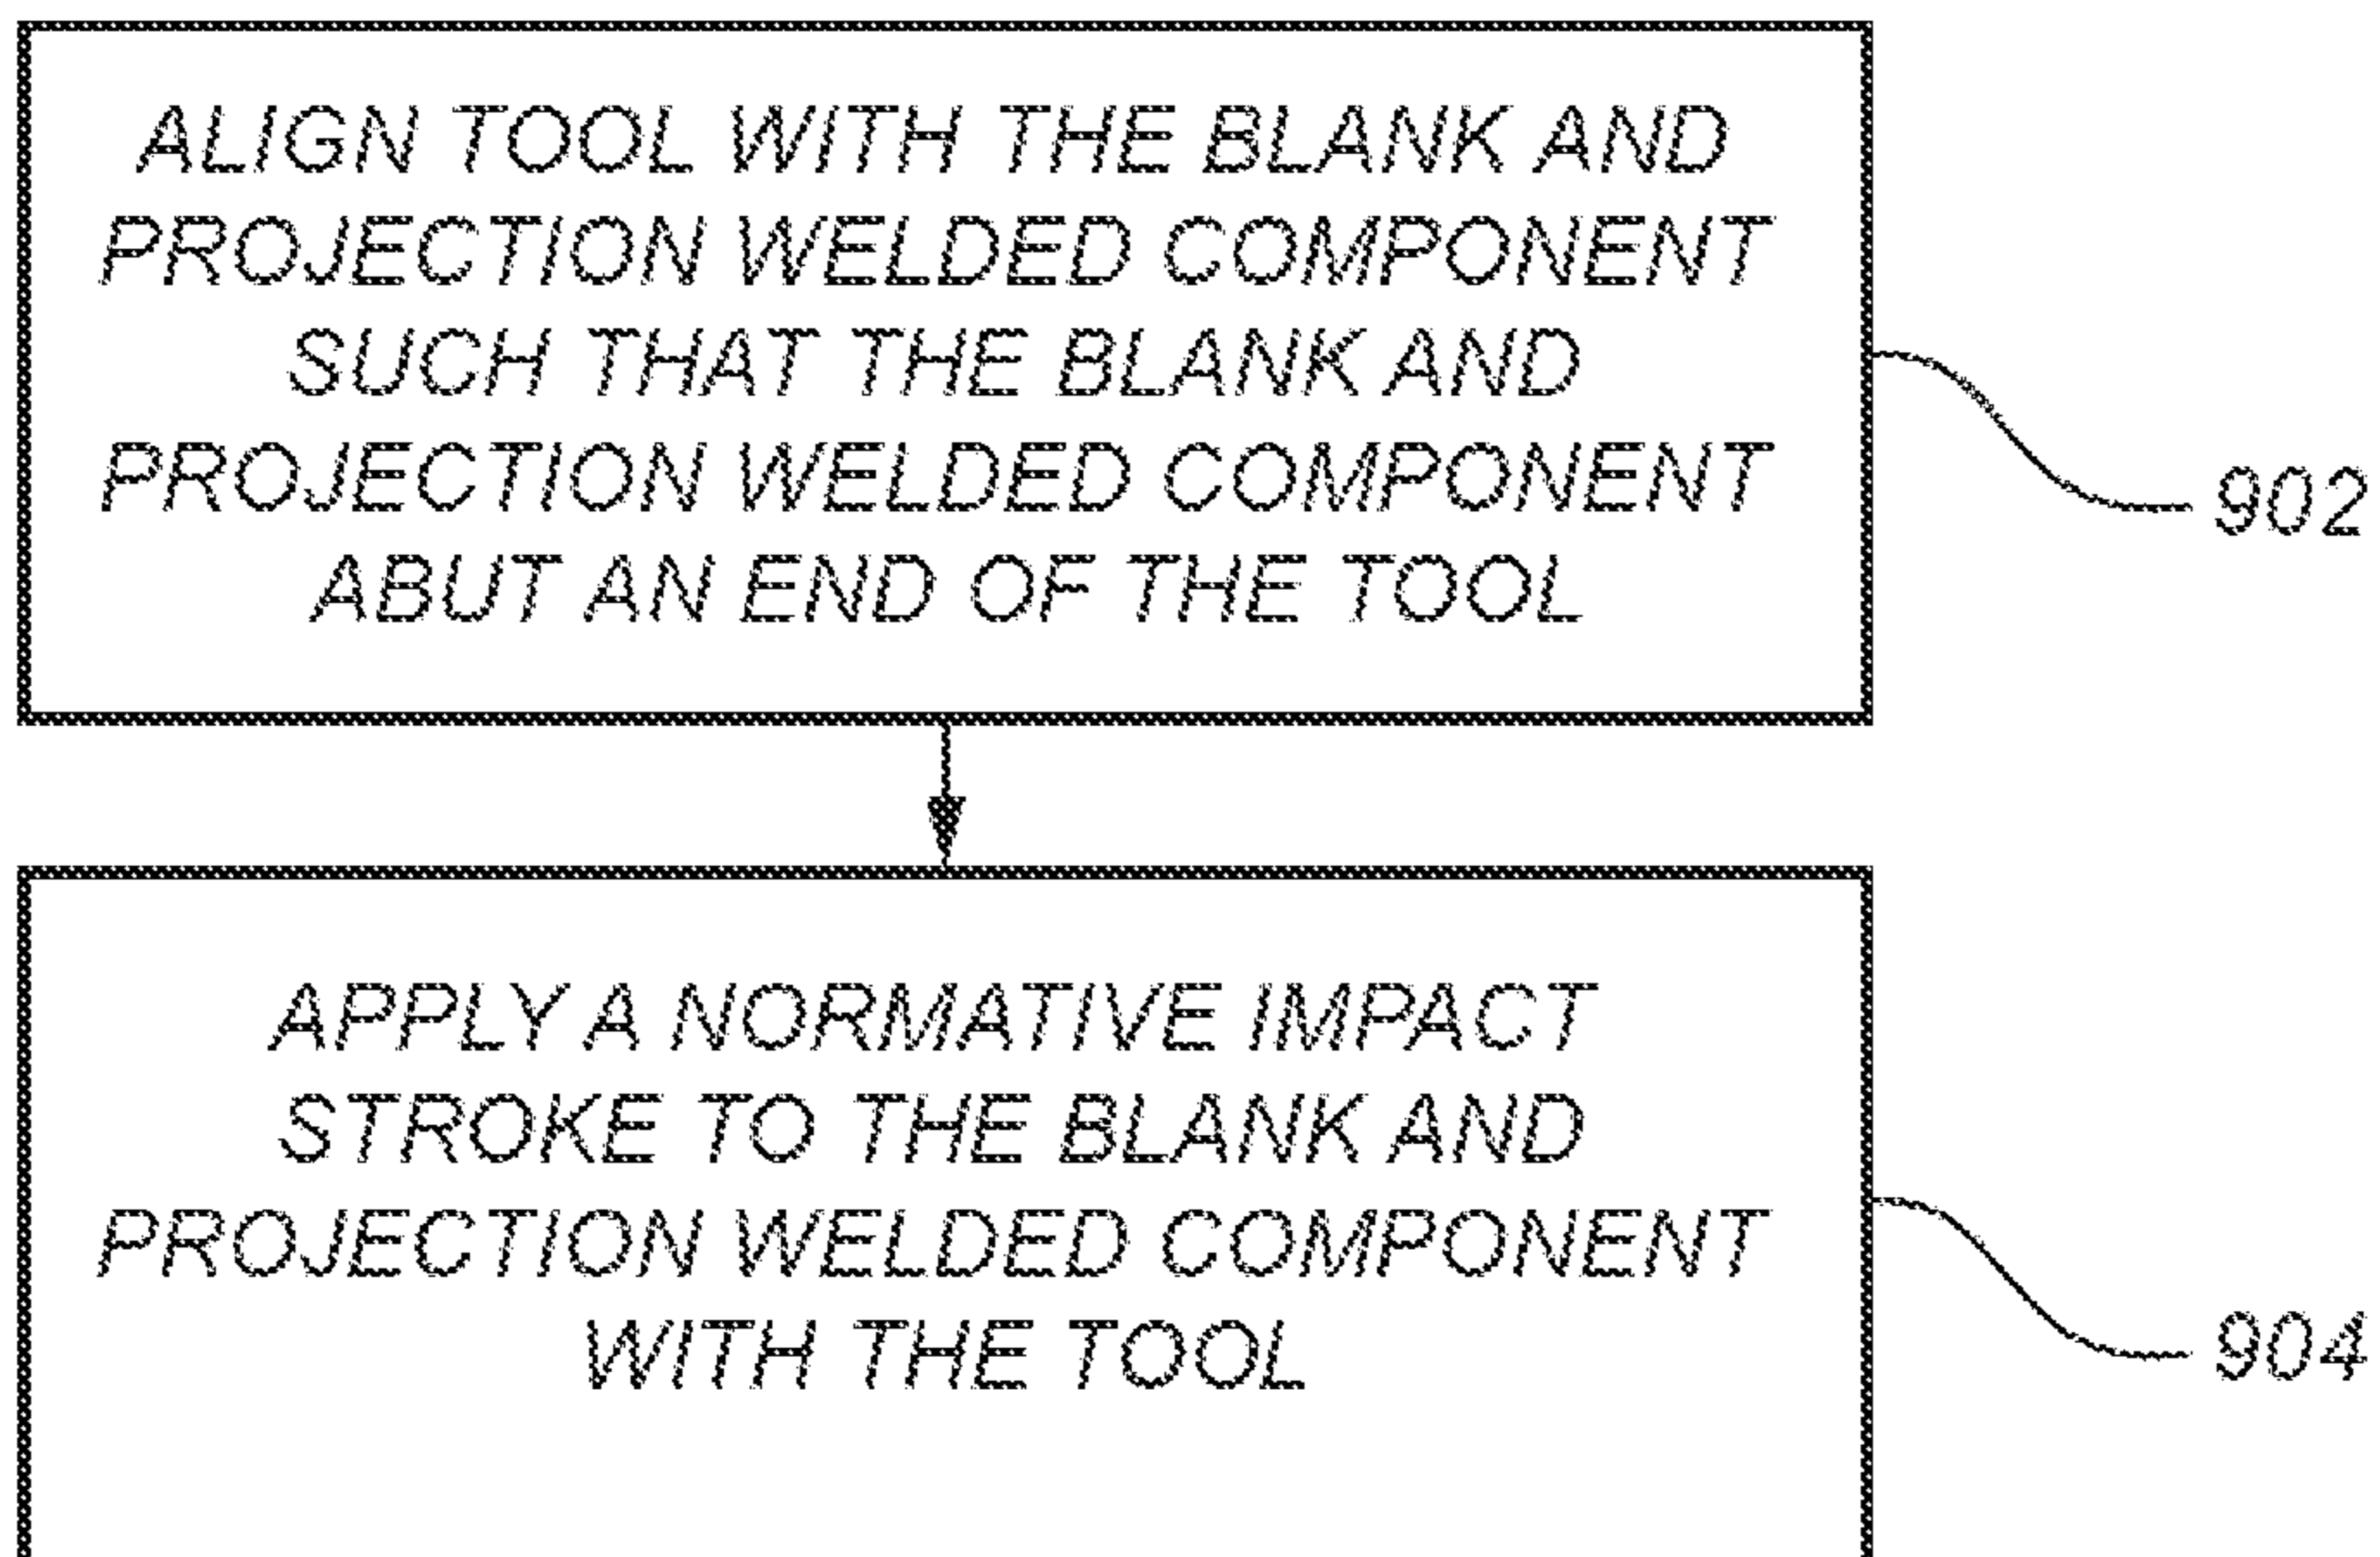 ALIGN TOOL WITH THE BLANK AND
PROJECTION WELDED COMPONENT
SUCH THAT THE BLANK AND
PROJECTION WELDED COMPONENT
ABUT AN END OF THE TOOL
902
APPLY A NORMATIVE IMPACT
STROKE TO THE BLANK AND
PROJECTION WELDED COMPONENT
WITH THE TOOL
904